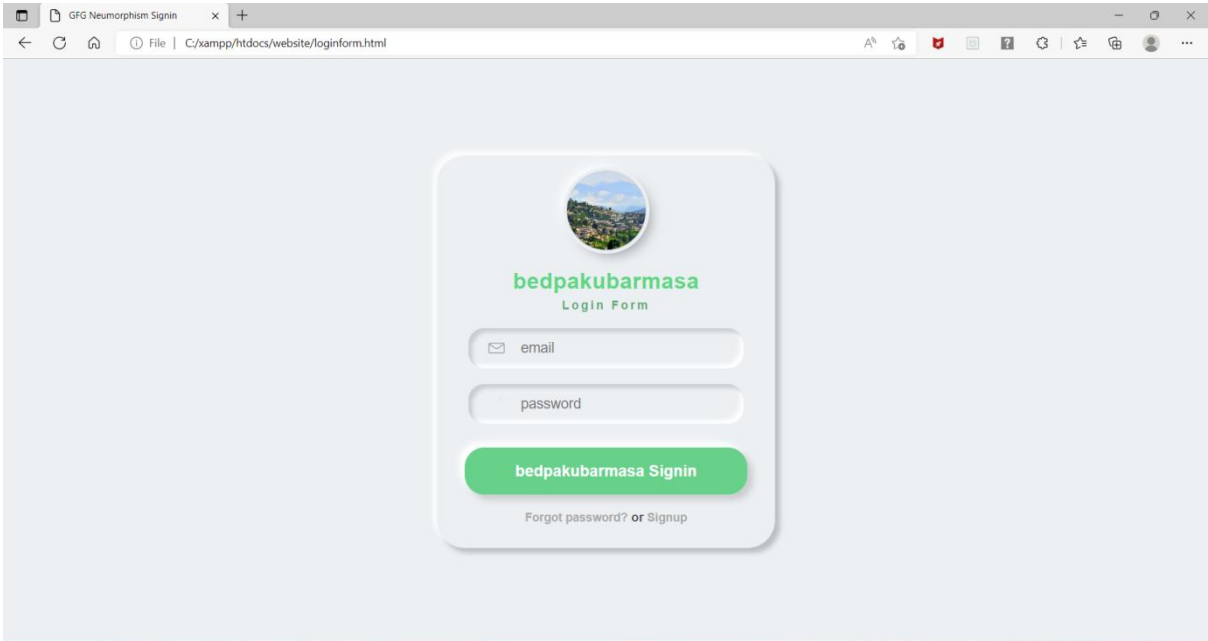 GFG Neumorphism Signin
File | C:/xampp/htdocs/website/loginform.html
bedpakubarmasa
Login Form
email
password
bedpakubarmasa Signin
Forgot password? or Signup